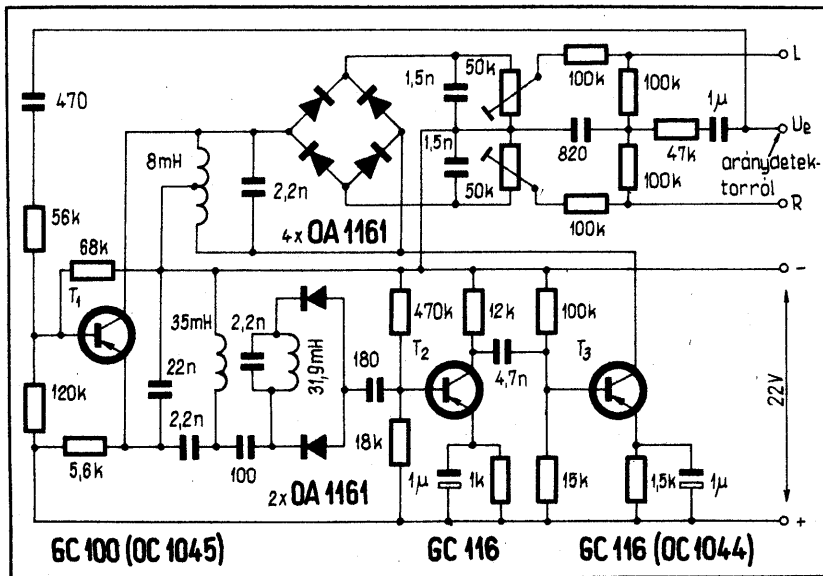 470
56k
68k
T1
120k
5,6k
8mH
2,2n
4x OA 1161
22n
2,2n
35mH
2,2n
31,9mH
100
2x OA 1161
180
18k
470k
T2
12k
4,7n
1µ
1k
100k
T3
15k
1,5k
1µ
1,5n
50k
1,5n
50k
100k
100k
820
47k
1µ
100k
100k
L
Ue
aránydetek-
torról
R
-
22V
+
GC 100 (OC 1045)
GC 116
GC 116 (OC 1044)